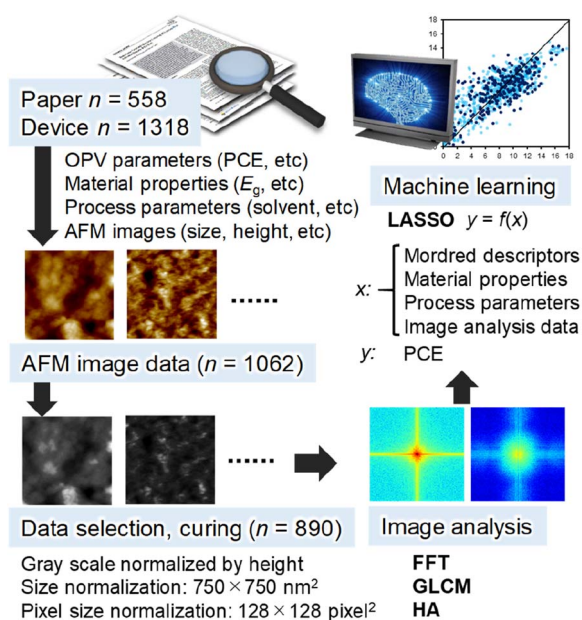 Paper n = 558
Device n = 1318
OPV parameters (PCE, etc)
Material properties (Eg, etc)
Process parameters (solvent, etc)
AFM images (size, height, etc)
......
AFM image data (n = 1062)
......
Data selection, curing (n = 890)
Gray scale normalized by height
Size normalization: 750×750 nm²
Pixel size normalization: 128×128 pixel²
18
16
14
12
10
8
6
4
2
0
0 2 4 6 8 10 12 14 16 18
Machine learning
LASSO y = f(x)
x:
Mordred descriptors
Material properties
Process parameters
Image analysis data
y: PCE
Image analysis
FFT
GLCM
HA